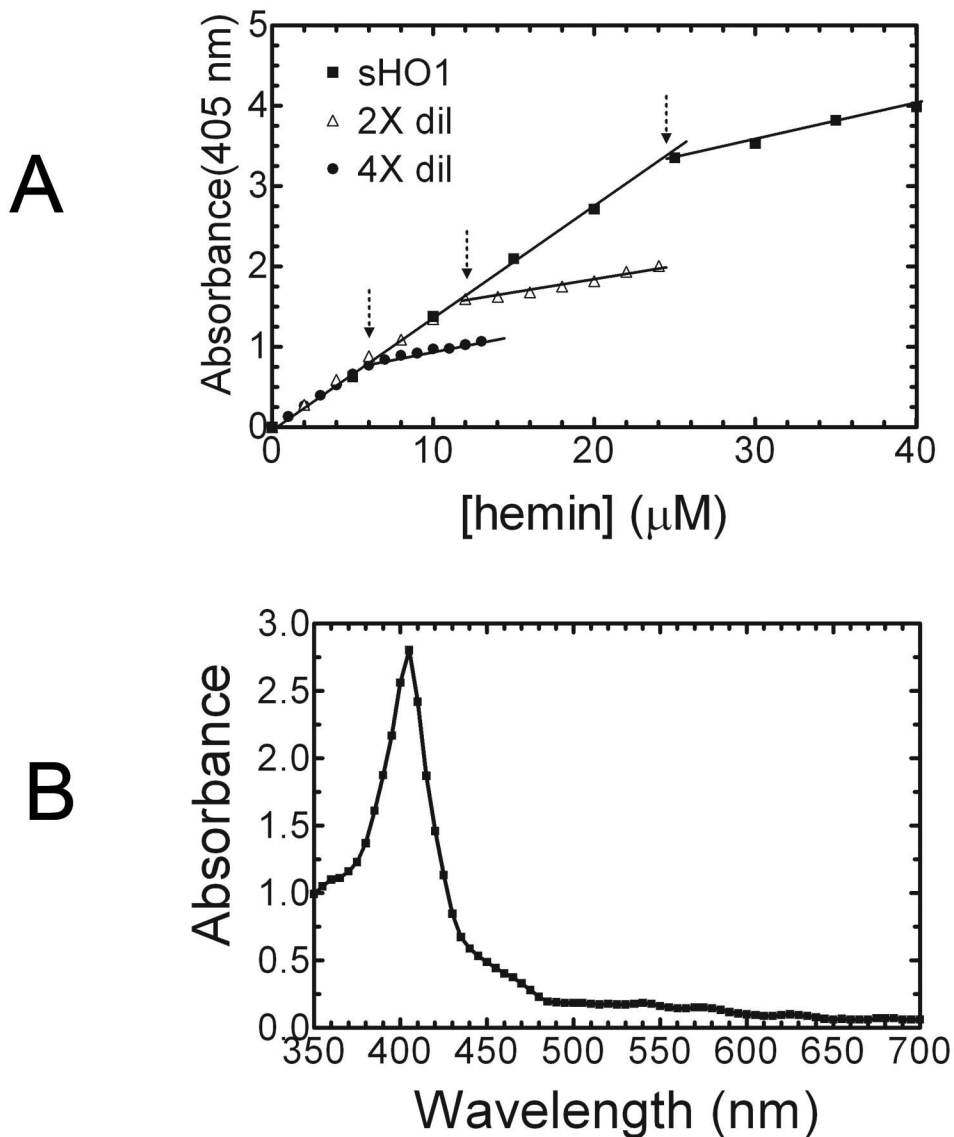 A
Absorbance(405 nm)
5
4
3
2
1
0
sHO1
2X dil
4X dil
0 10 20 30 40
[hemin] (μM)
B
Absorbance
3.0
2.5
2.0
1.5
1.0
0.5
0.0
350 400 450 500 550 600 650 700
Wavelength (nm)